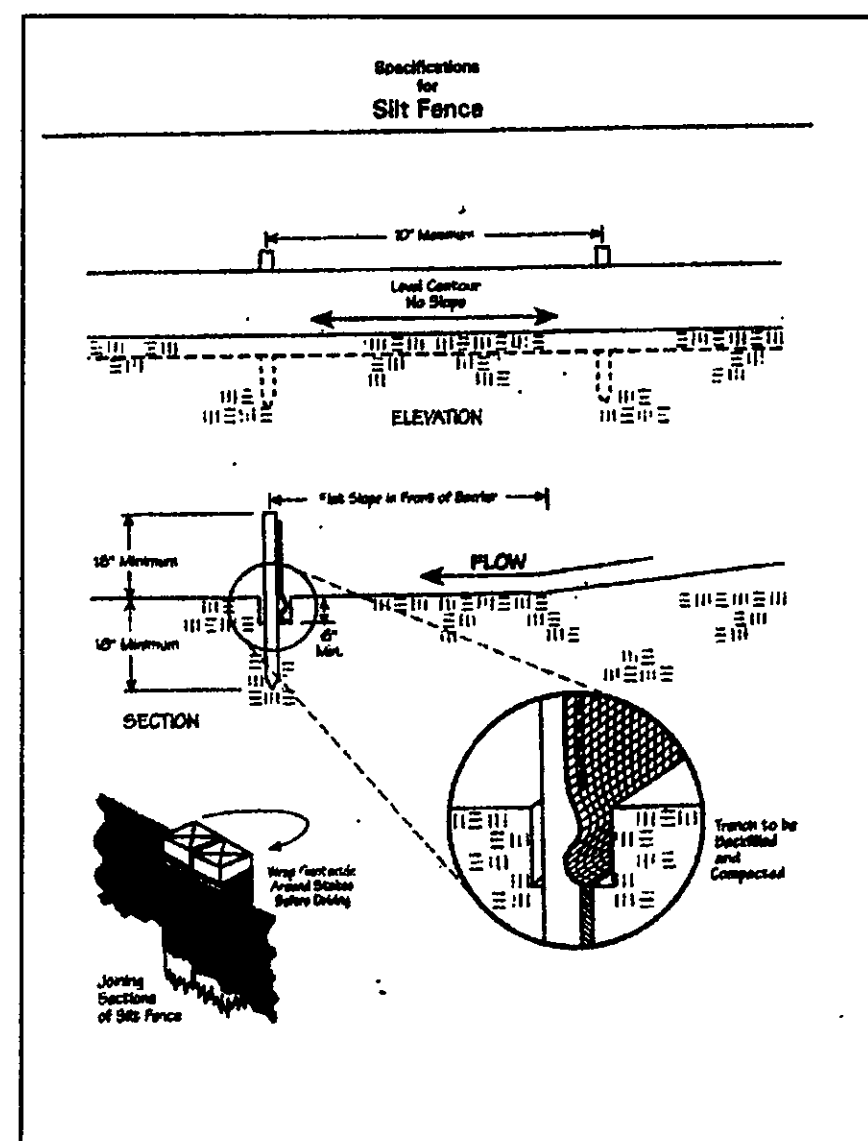 Specifications
for
Silt Fence
10" Minimum
Level Contour
No Slope
ELEVATION
Flat Slope in Front of Barrier
18" Minimum
FLOW
18" Minimum
6"
Min.
SECTION
Trench to be
Backfilled
and
Compacted
Wrap
Around Stakes
Before Driving
Joining
Sections
of Silt Fence